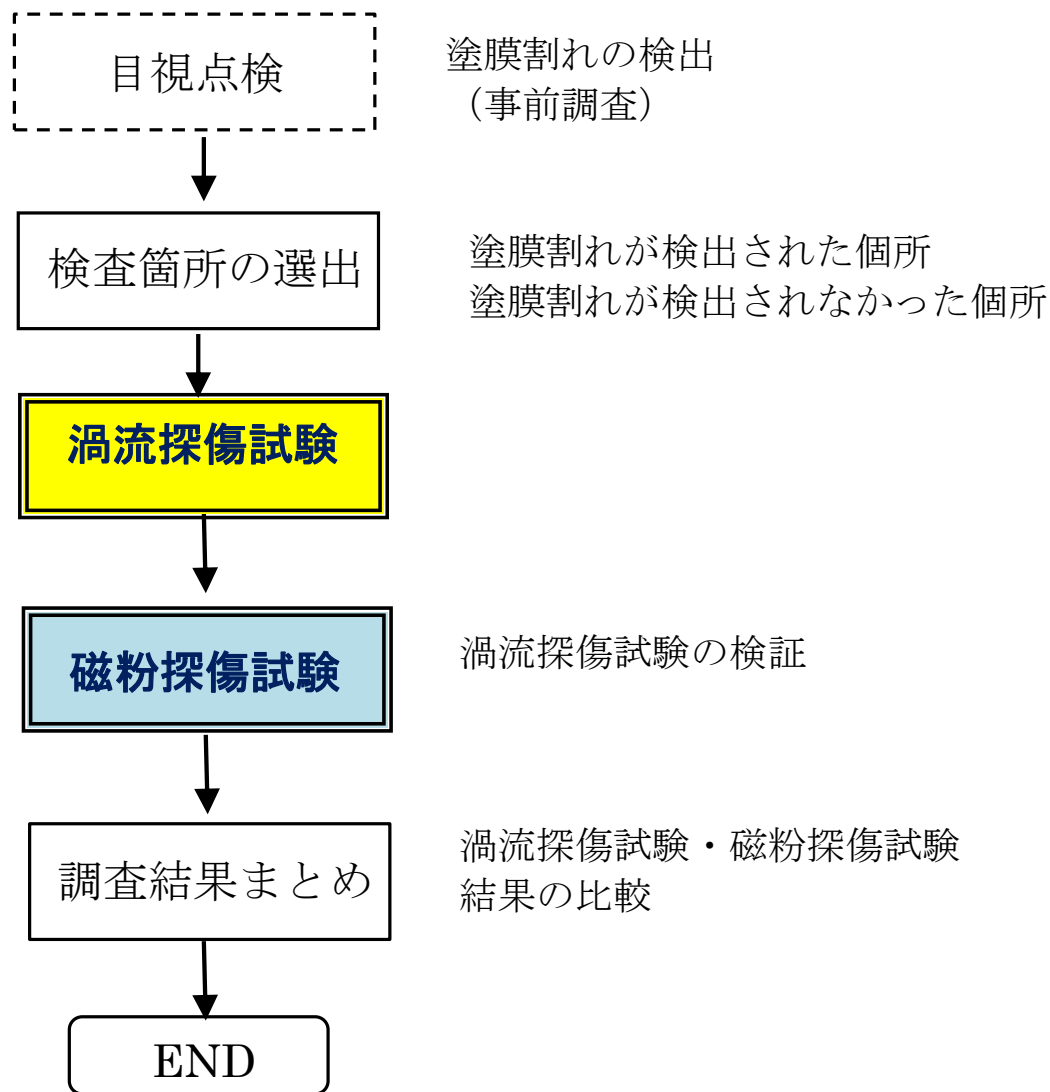 目視点検
塗膜割れの検出
（事前調査）
検査箇所の選出
塗膜割れが検出された個所
塗膜割れが検出されなかった個所
渦流探傷試験
磁粉探傷試験
渦流探傷試験の検証
調査結果まとめ
渦流探傷試験・磁粉探傷試験
結果の比較
END